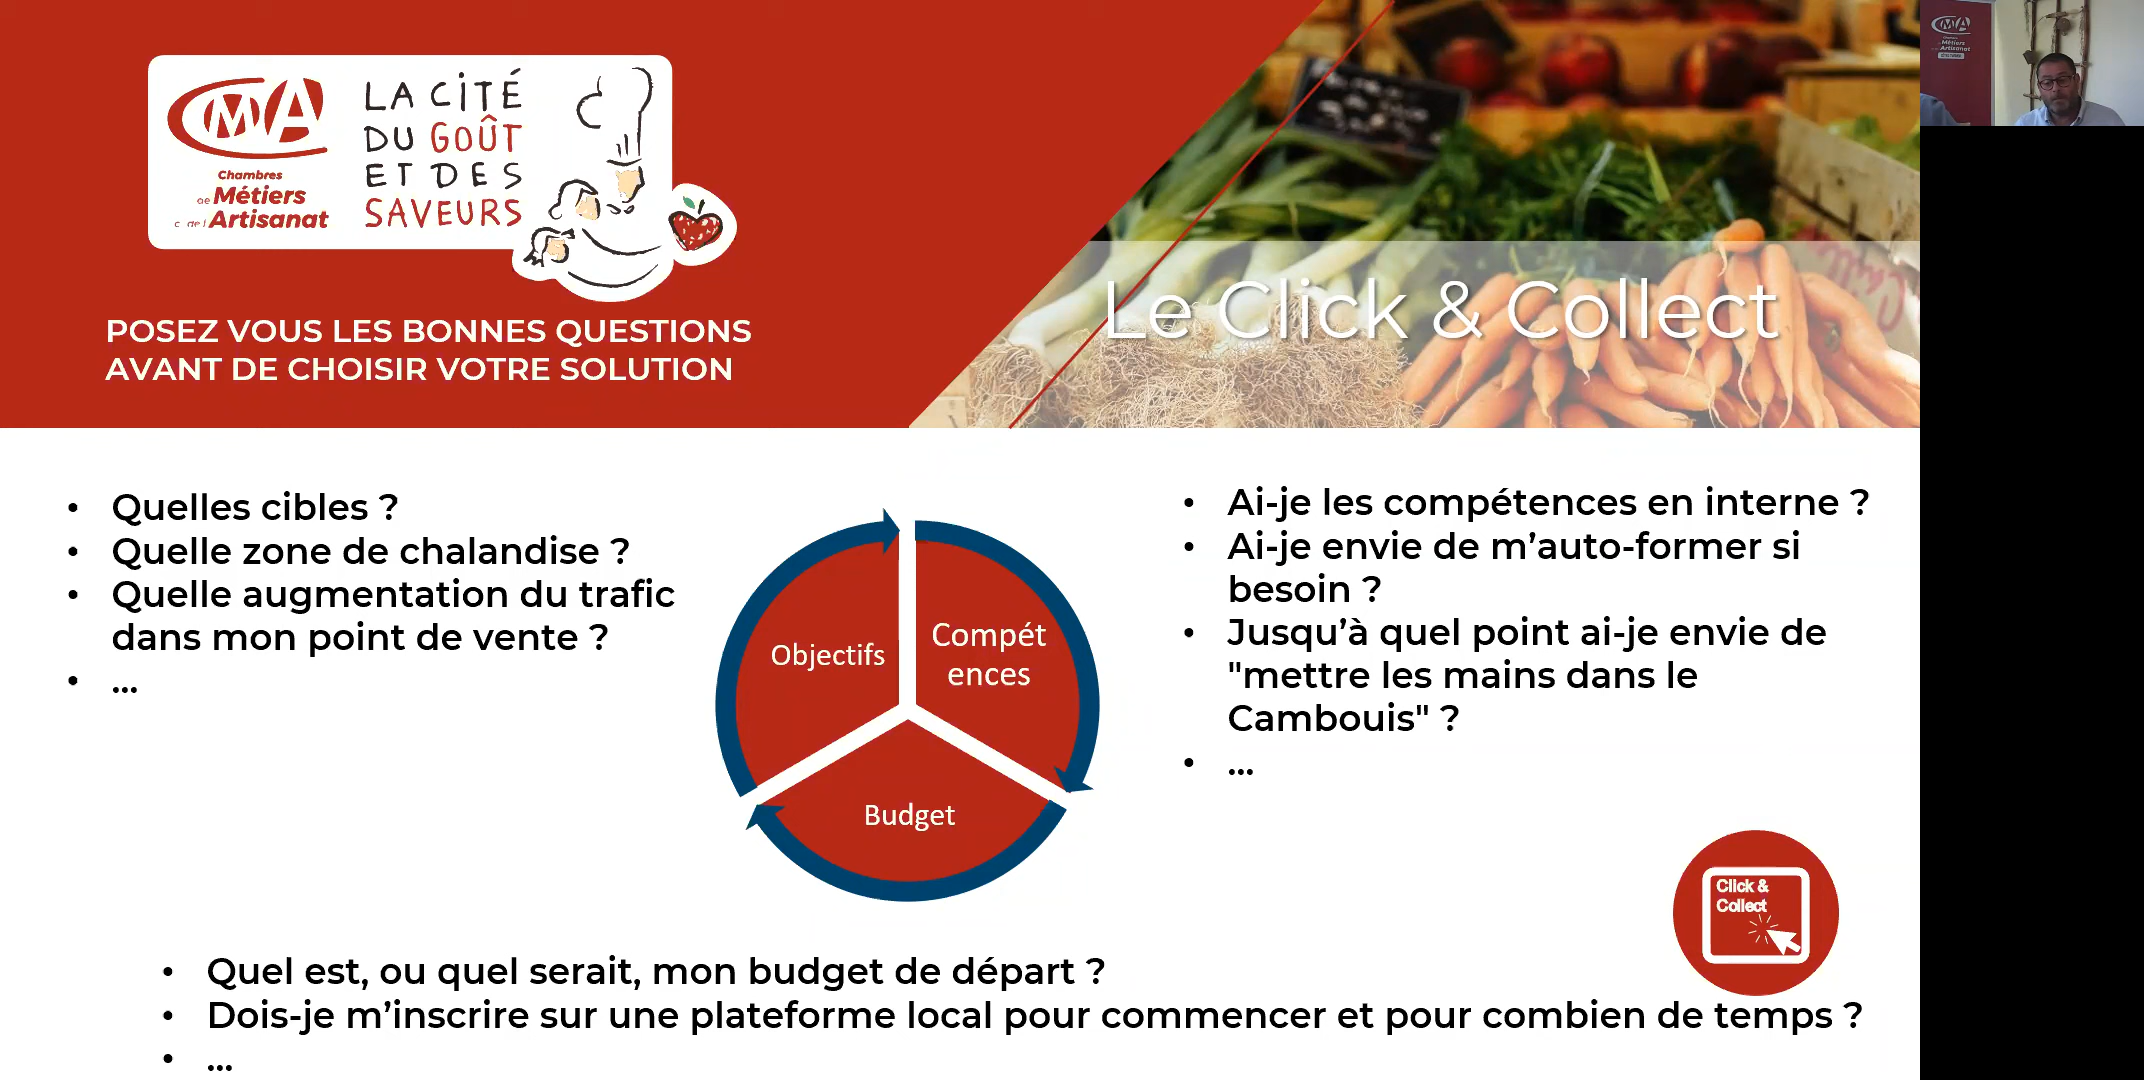 CMA
Chambres
de Métiers
Artisanat
LA CiTÉ
DU GOÛT
ET DES
SAVEURS
POSEZ VOUS LES BONNES QUESTIONS
AVANT DE CHOISIR VOTRE SOLUTION
Le Click & Collect
CMA
Métiers
Artisanat
• Quelles cibles ?
• Quelle zone de chalandise ?
• Quelle augmentation du trafic
dans mon point de vente ?
• ...
Objectifs
Compét
ences
Budget
• Ai-je les compétences en interne ?
• Ai-je envie de m’auto-former si
besoin ?
• Jusqu’à quel point ai-je envie de
"mettre les mains dans le
Cambouis" ?
• ...
Click &
Collect
• Quel est, ou quel serait, mon budget de départ ?
• Dois-je m’inscrire sur une plateforme local pour commencer et pour combien de temps ?
• ...